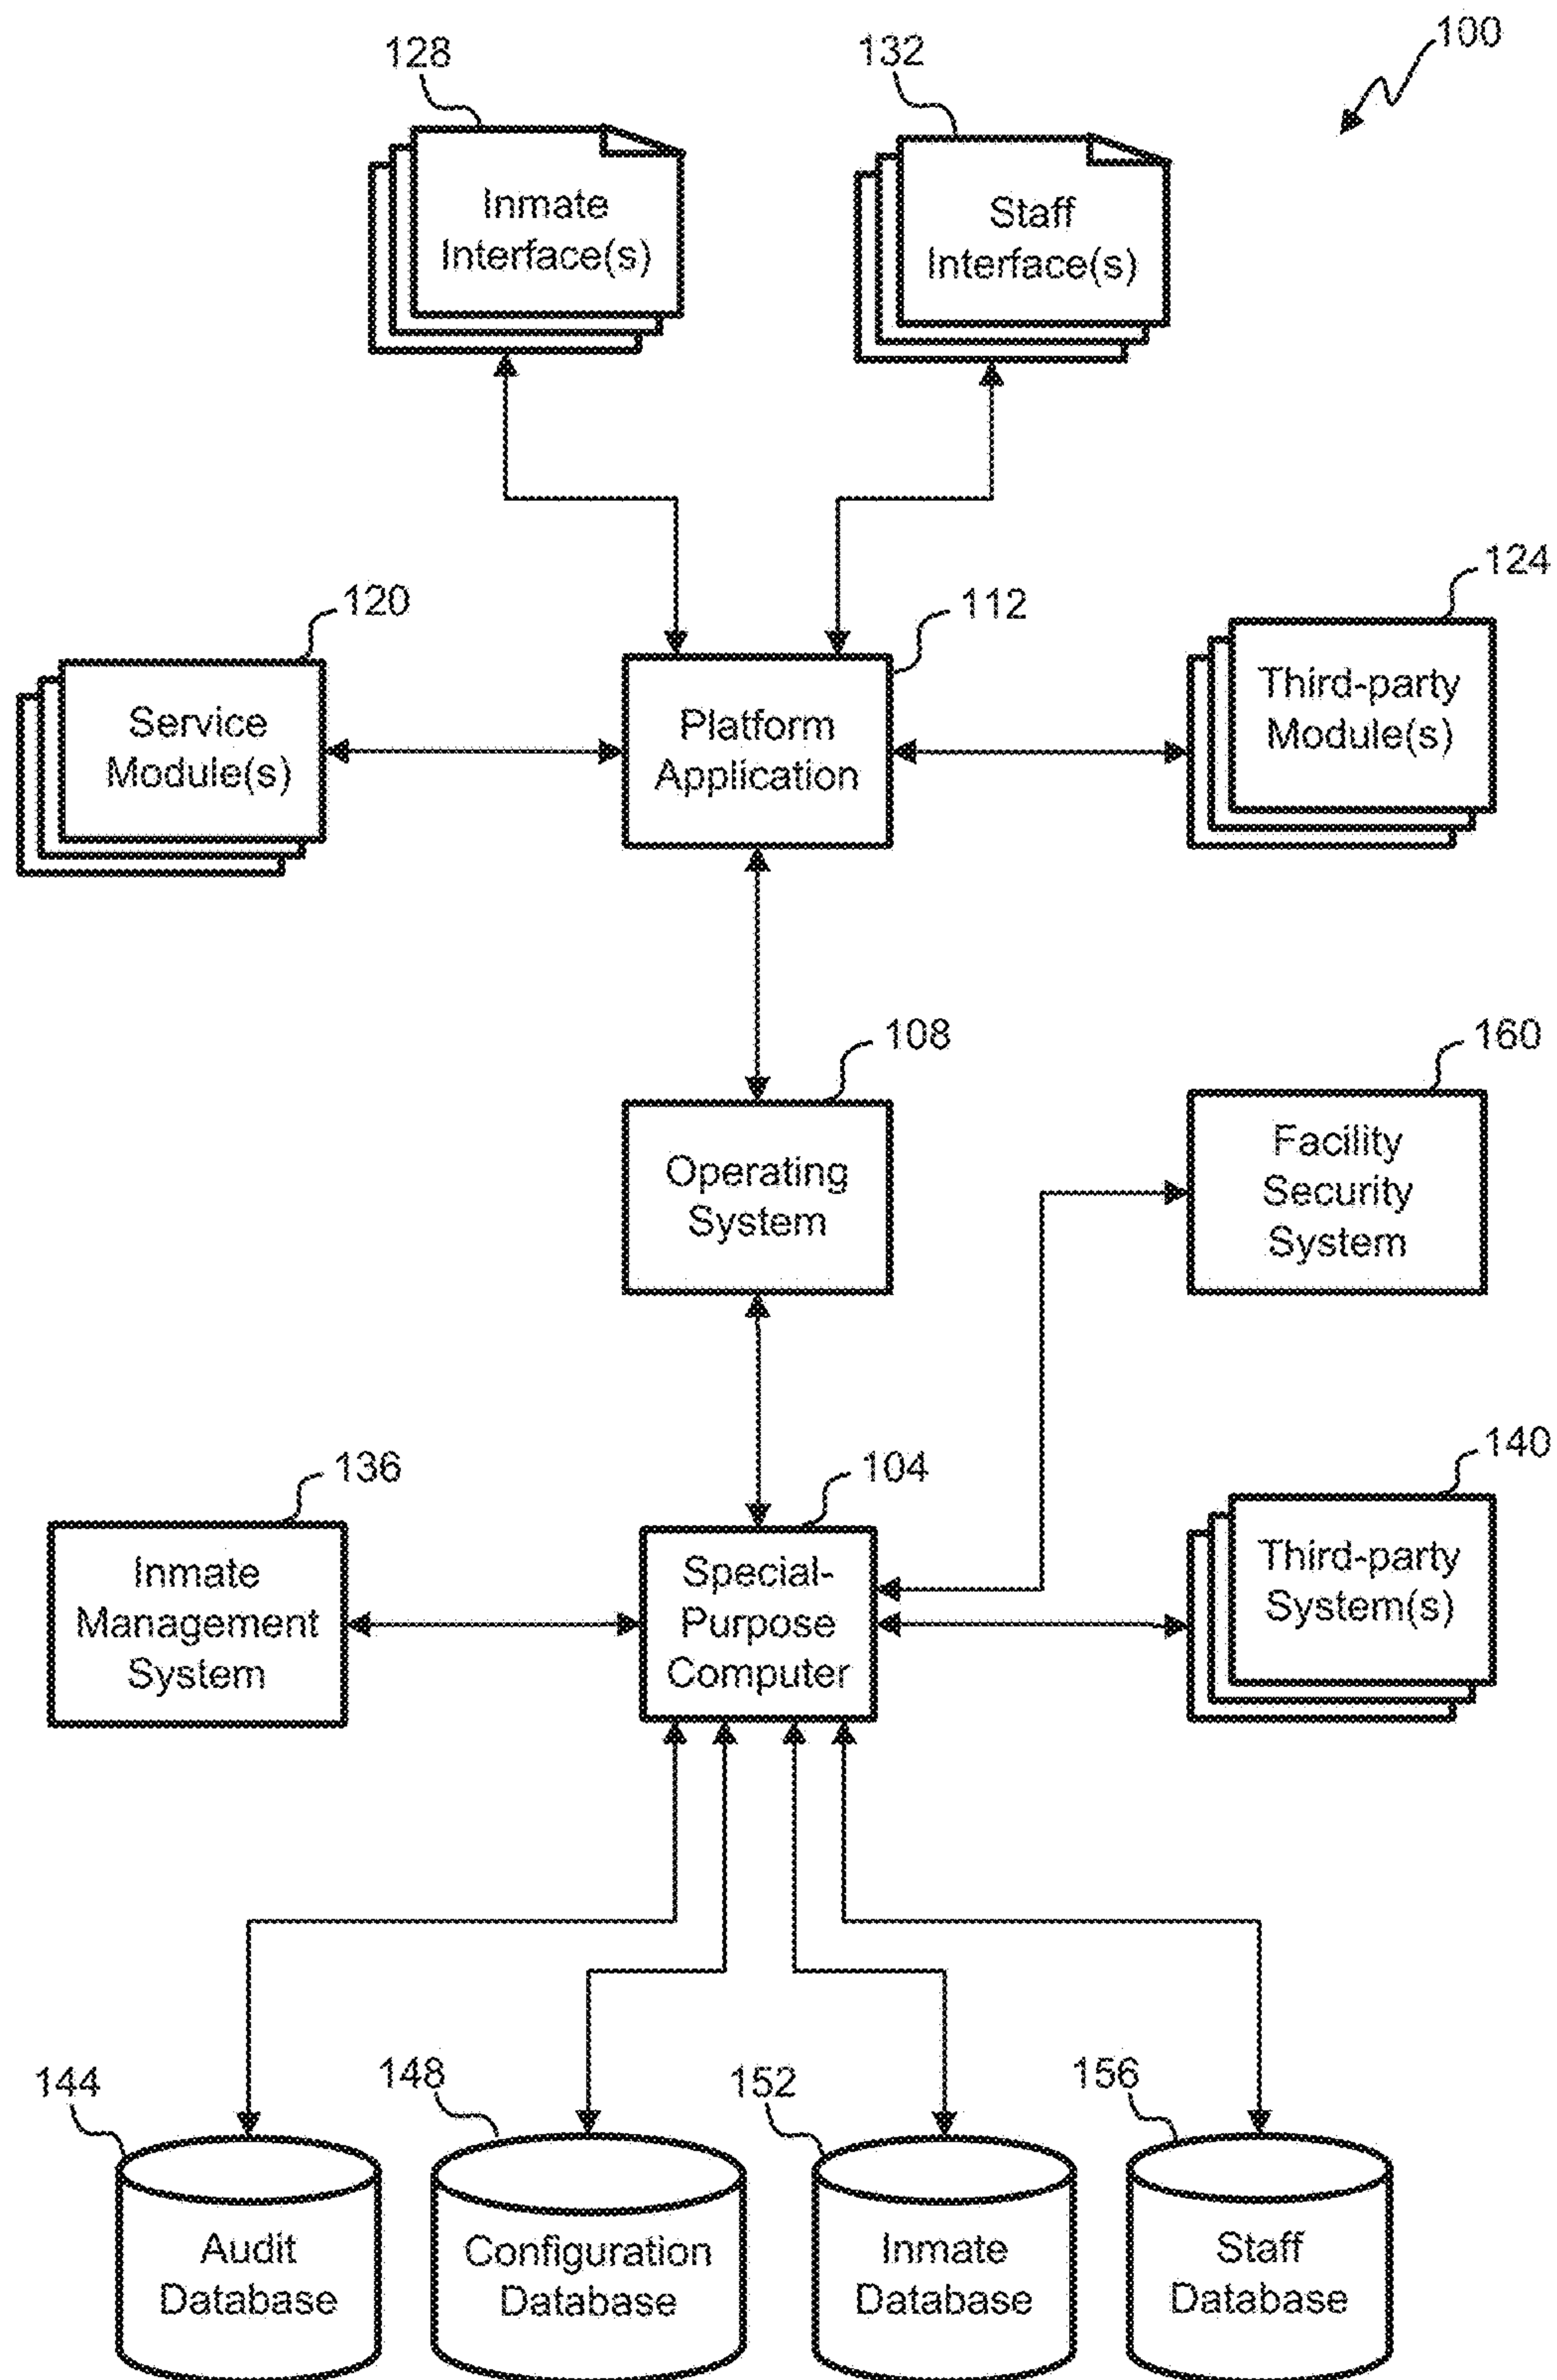 100
128
132
Inmate
Interface(s)
Staff
Interface(s)
120
112
124
Service
Module(s)
Platform
Application
Third-party
Module(s)
108
160
Operating
System
Facility
Security
System
136
104
140
Inmate
Management
System
Special-
Purpose
Computer
Third-party
System(s)
144
148
152
156
Audit
Database
Configuration
Database
Inmate
Database
Staff
Database